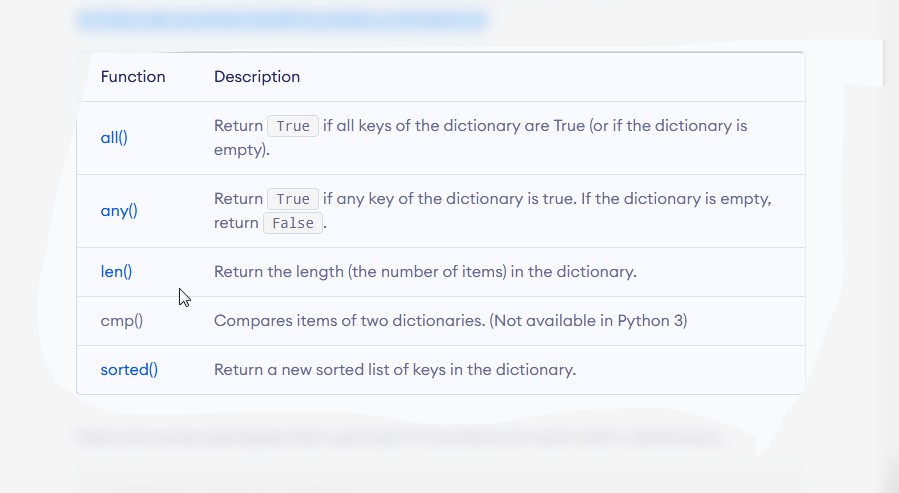 Function Description
all() Return True if all keys of the dictionary are True (or if the dictionary is
empty).
any() Return True if any key of the dictionary is true. If the dictionary is empty,
return False .
len() Return the length (the number of items) in the dictionary.
cmp() Compares items of two dictionaries. (Not available in Python 3)
sorted() Return a new sorted list of keys in the dictionary.